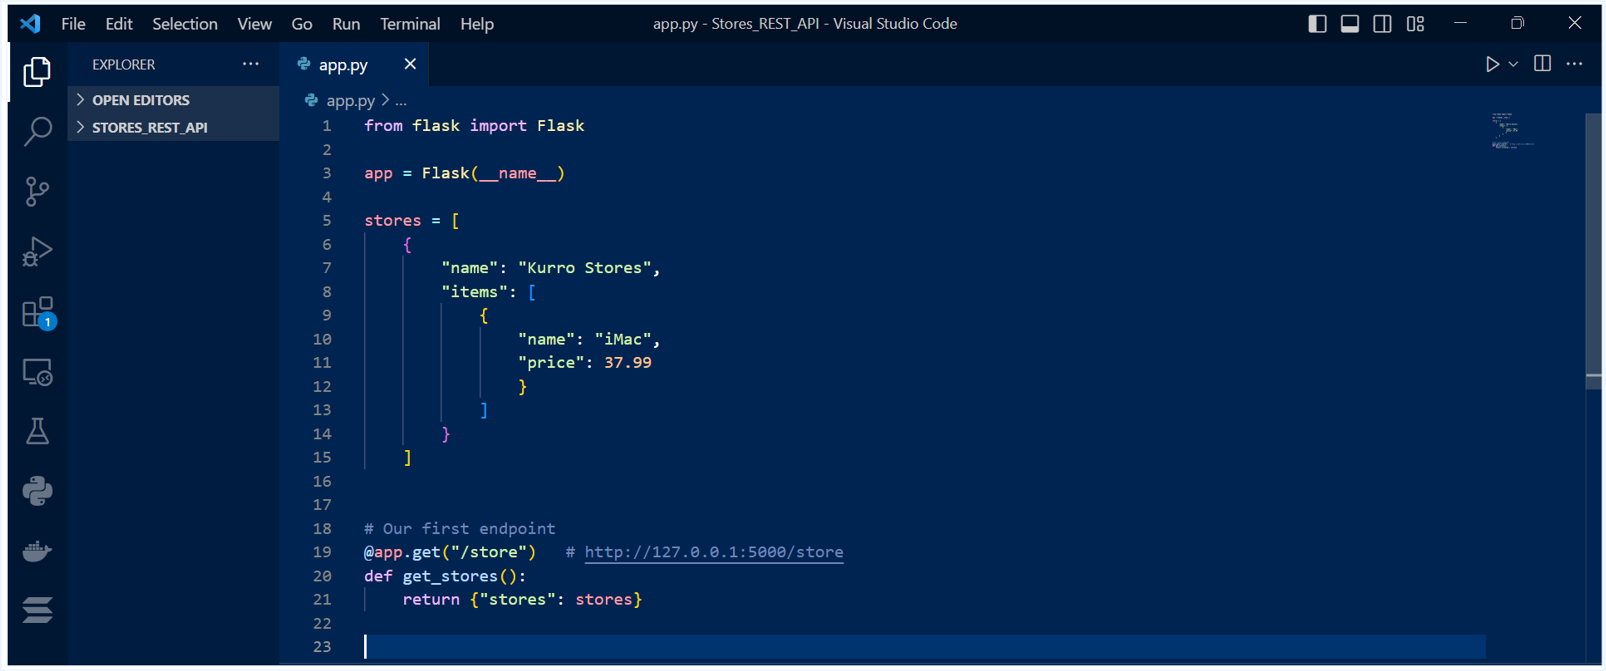 File Edit Selection View Go Run Terminal Help app.py - Stores_REST_API - Visual Studio Code
EXPLORER ... app.py
OPEN EDITORS
STORES_REST_API
1
app.py > ...
1 from flask import Flask
2
3 app = Flask(__name__)
4
5 stores = [
6 {
7 "name": "Kurro Stores",
8 "items": [
9 {
10 "name": "iMac",
11 "price": 37.99
12 }
13 ]
14 }
15 ]
16
17
18 # Our first endpoint
19 @app.get("/store") # http://127.0.0.1:5000/store
20 def get_stores():
21 return {"stores": stores}
22
23